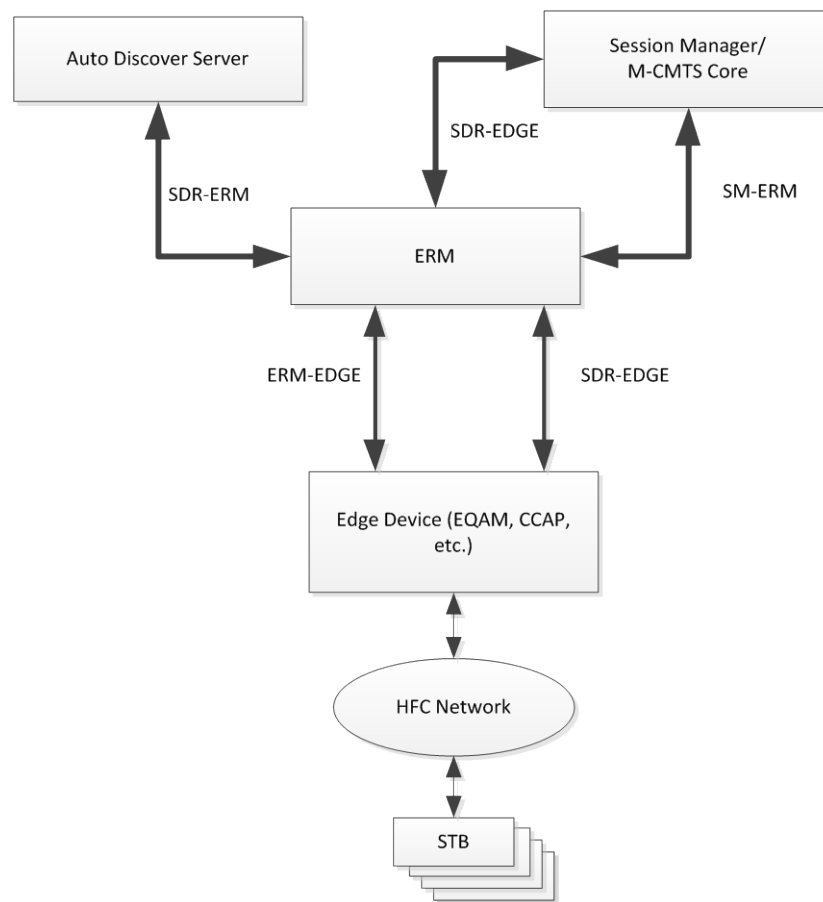 Auto Discover Server
Session Manager/
M-CMTS Core
SDR-EDGE
SDR-ERM
SM-ERM
ERM
ERM-EDGE
SDR-EDGE
Edge Device (EQAM, CCAP,
etc.)
HFC Network
STB